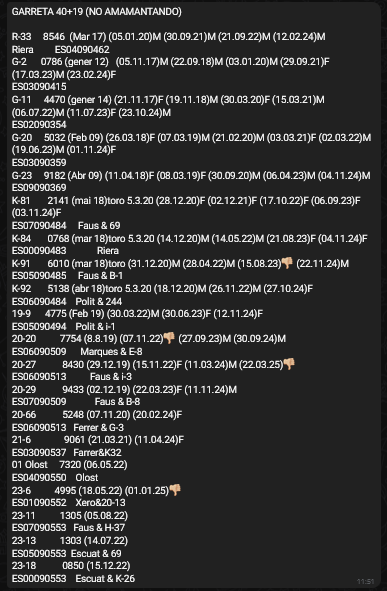 GARRETA 40+19 (NO AMAMANTANDO)
R-33 8546 (Mar 17) (05.01.20)M (30.09.21)M (21.09.22)M (12.02.24)M
Riera ES04090462
G-2 0786 (gener 12) (05.11.17)M (22.09.18)M (03.01.20)M (29.09.21)F
(17.03.23)M (23.02.24)F
ES03090415
G-11 4470 (gener 14) (21.11.17)F (19.11.18)M (30.03.20)F (15.03.21)M
(06.07.22)M (11.07.23)F (23.10.24)M
ES02090354
G-20 5032 (Feb 09) (26.03.18)F (07.03.19)M (21.02.20)M (03.03.21)F (02.03.22)M
(19.06.23)M (01.11.24)F
ES03090359
G-23 9182 (Abr 09) (11.04.18)F (08.03.19)F (30.09.20)M (06.04.23)M (04.11.24)M
ES09090369
K-81 2141 (mai 18)toro 5.3.20 (28.12.20)F (02.12.21)F (17.10.22)F (06.09.23)F
(03.11.24)F
ES07090484 Faus & 69
K-84 0768 (mar 18)toro 5.3.20 (14.12.20)M (14.05.22)M (21.08.23)F (04.11.24)F
ES00090483 Riera
K-91 6010 (mar 18)toro (31.12.20)M (28.04.22)M (15.08.23)👎🏼 (22.11.24)M
ES05090485 Faus & B-1
K-92 5138 (abr 18)toro 5.3.20 (18.12.20)M (26.11.22)M (27.10.24)F
ES06090484 Polit & 244
19-9 4775 (Feb 19) (30.03.22)M (30.06.23)F (12.11.24)F
ES05090494 Polit & i-1
20-20 7754 (8.8.19) (07.11.22)👎🏼 (27.09.23)M (30.09.24)M
ES06090509 Marques & E-8
20-27 8430 (29.12.19) (15.11.22)F (11.03.24)M (22.03.25)👎🏼
ES06090513 Faus & i-3
20-29 9433 (02.12.19) (22.03.23)F (11.11.24)M
ES07090509 Faus & B-8
20-66 5248 (07.11.20) (20.02.24)F
ES06090513 Ferrer & G-3
21-6 9061 (21.03.21) (11.04.24)F
ES03090537 Farrer&K32
01 Olost 7320 (06.05.22)
ES04090550 Olost
23-6 4995 (18.05.22) (01.01.25)👎🏼
ES01090552 Xero&20-13
23-11 1305 (05.08.22)
ES07090553 Faus & H-37
23-13 1303 (14.07.22)
ES05090553 Escuat & 69
23-18 0850 (15.12.22)
ES00090553 Escuat & K-26
11:51